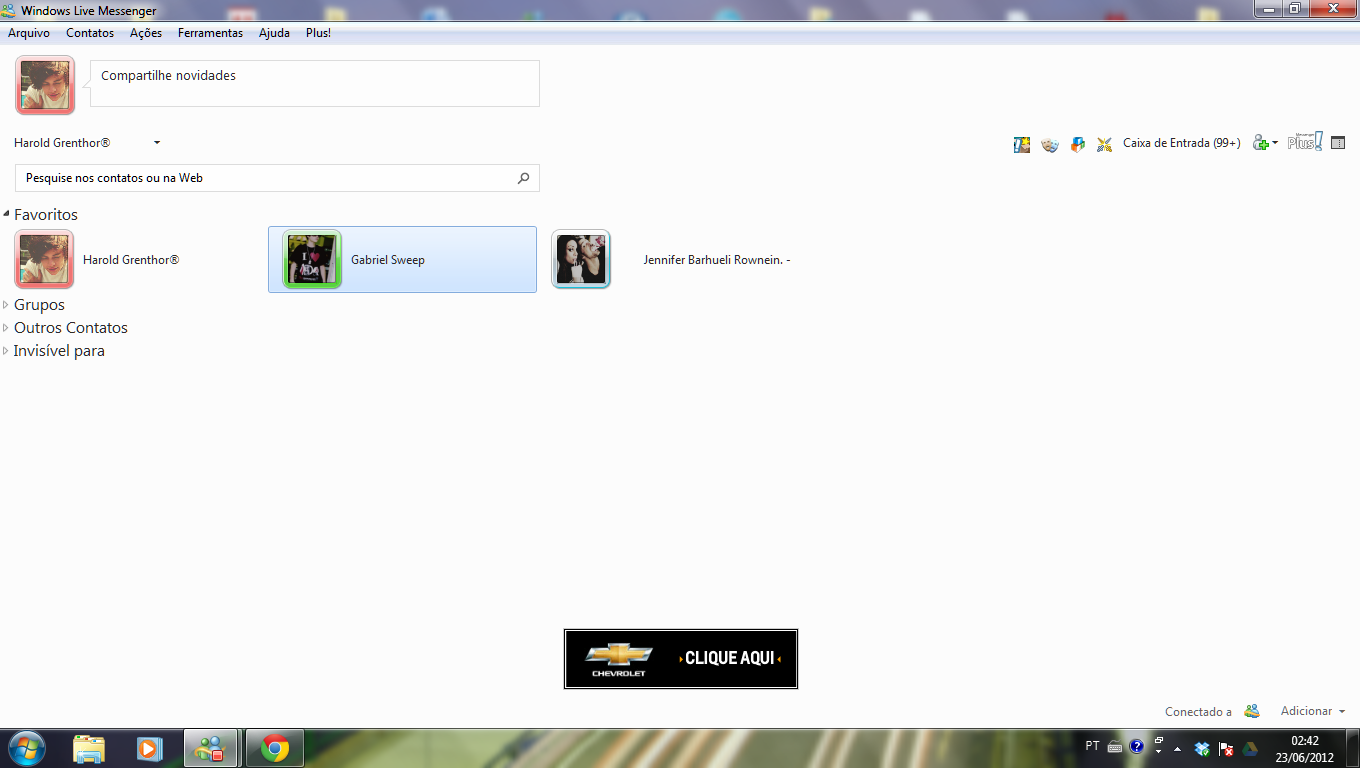 Windows Live Messenger
Arquivo Contatos Ações Ferramentas Ajuda Plus!
Compartilhe novidades
Harold Grenthor®
Caixa de Entrada (99+)
Messenger Plus!
Pesquise nos contatos ou na Web
Favoritos
Harold Grenthor®
I
Gabriel Sweep
Jennifer Barhueli Rownein. -
Grupos
Outros Contatos
Invisível para
CHEVROLET
CLIQUE AQUI
Conectado a
Adicionar
PT
02:42
23/06/2012